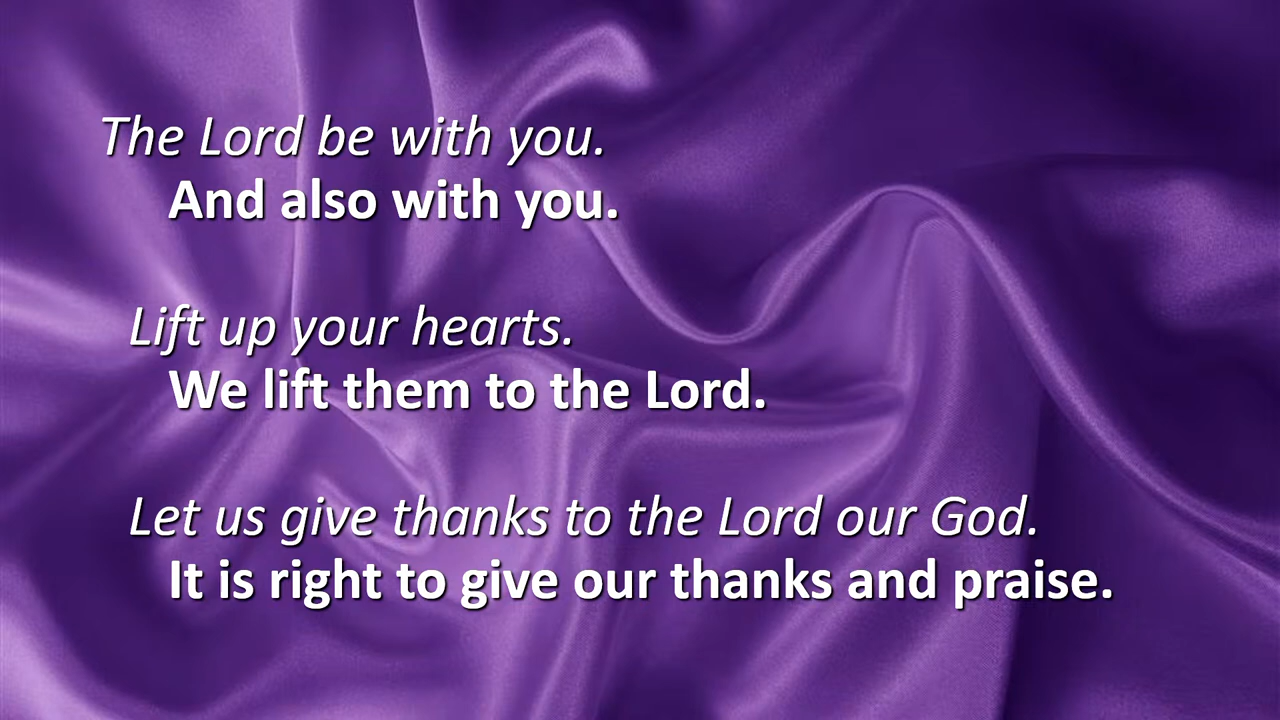 The Lord be with you.
And also with you.
Lift up your hearts.
We lift them to the Lord.
Let us give thanks to the Lord our God.
It is right to give our thanks and praise.